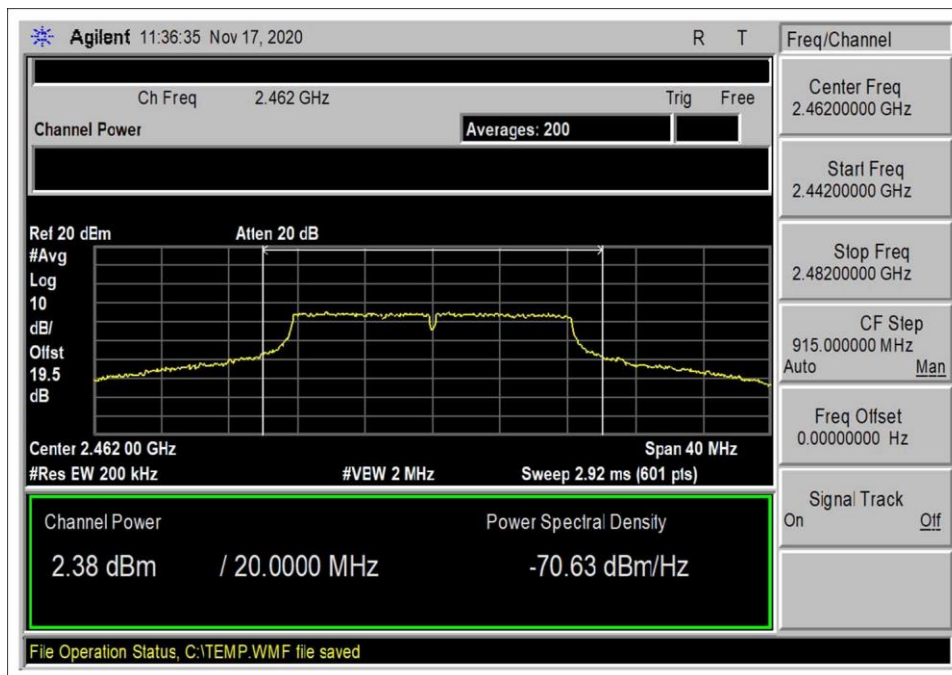 Agilent 11:36:35 Nov 17, 2020 R T
Freq/Channel
Ch Freq 2.462 GHz Trig Free
Channel Power Averages: 200
Center Freq
2.46200000 GHz
Start Freq
2.44200000 GHz
Stop Freq
2.48200000 GHz
CF Step
915.000000 MHz
Auto Man
Freq Offset
0.00000000 Hz
Signal Track
On Off
Ref 20 dBm Atten 20 dB
#Avg
Log
10
dB/
Offst
19.5
dB
Center 2.462 00 GHz Span 40 MHz
#Res BW 200 kHz #VBW 2 MHz Sweep 2.92 ms (601 pts)
Channel Power Power Spectral Density
2.38 dBm / 20.0000 MHz -70.63 dBm/Hz
File Operation Status, C:\TEMP.WMF file saved